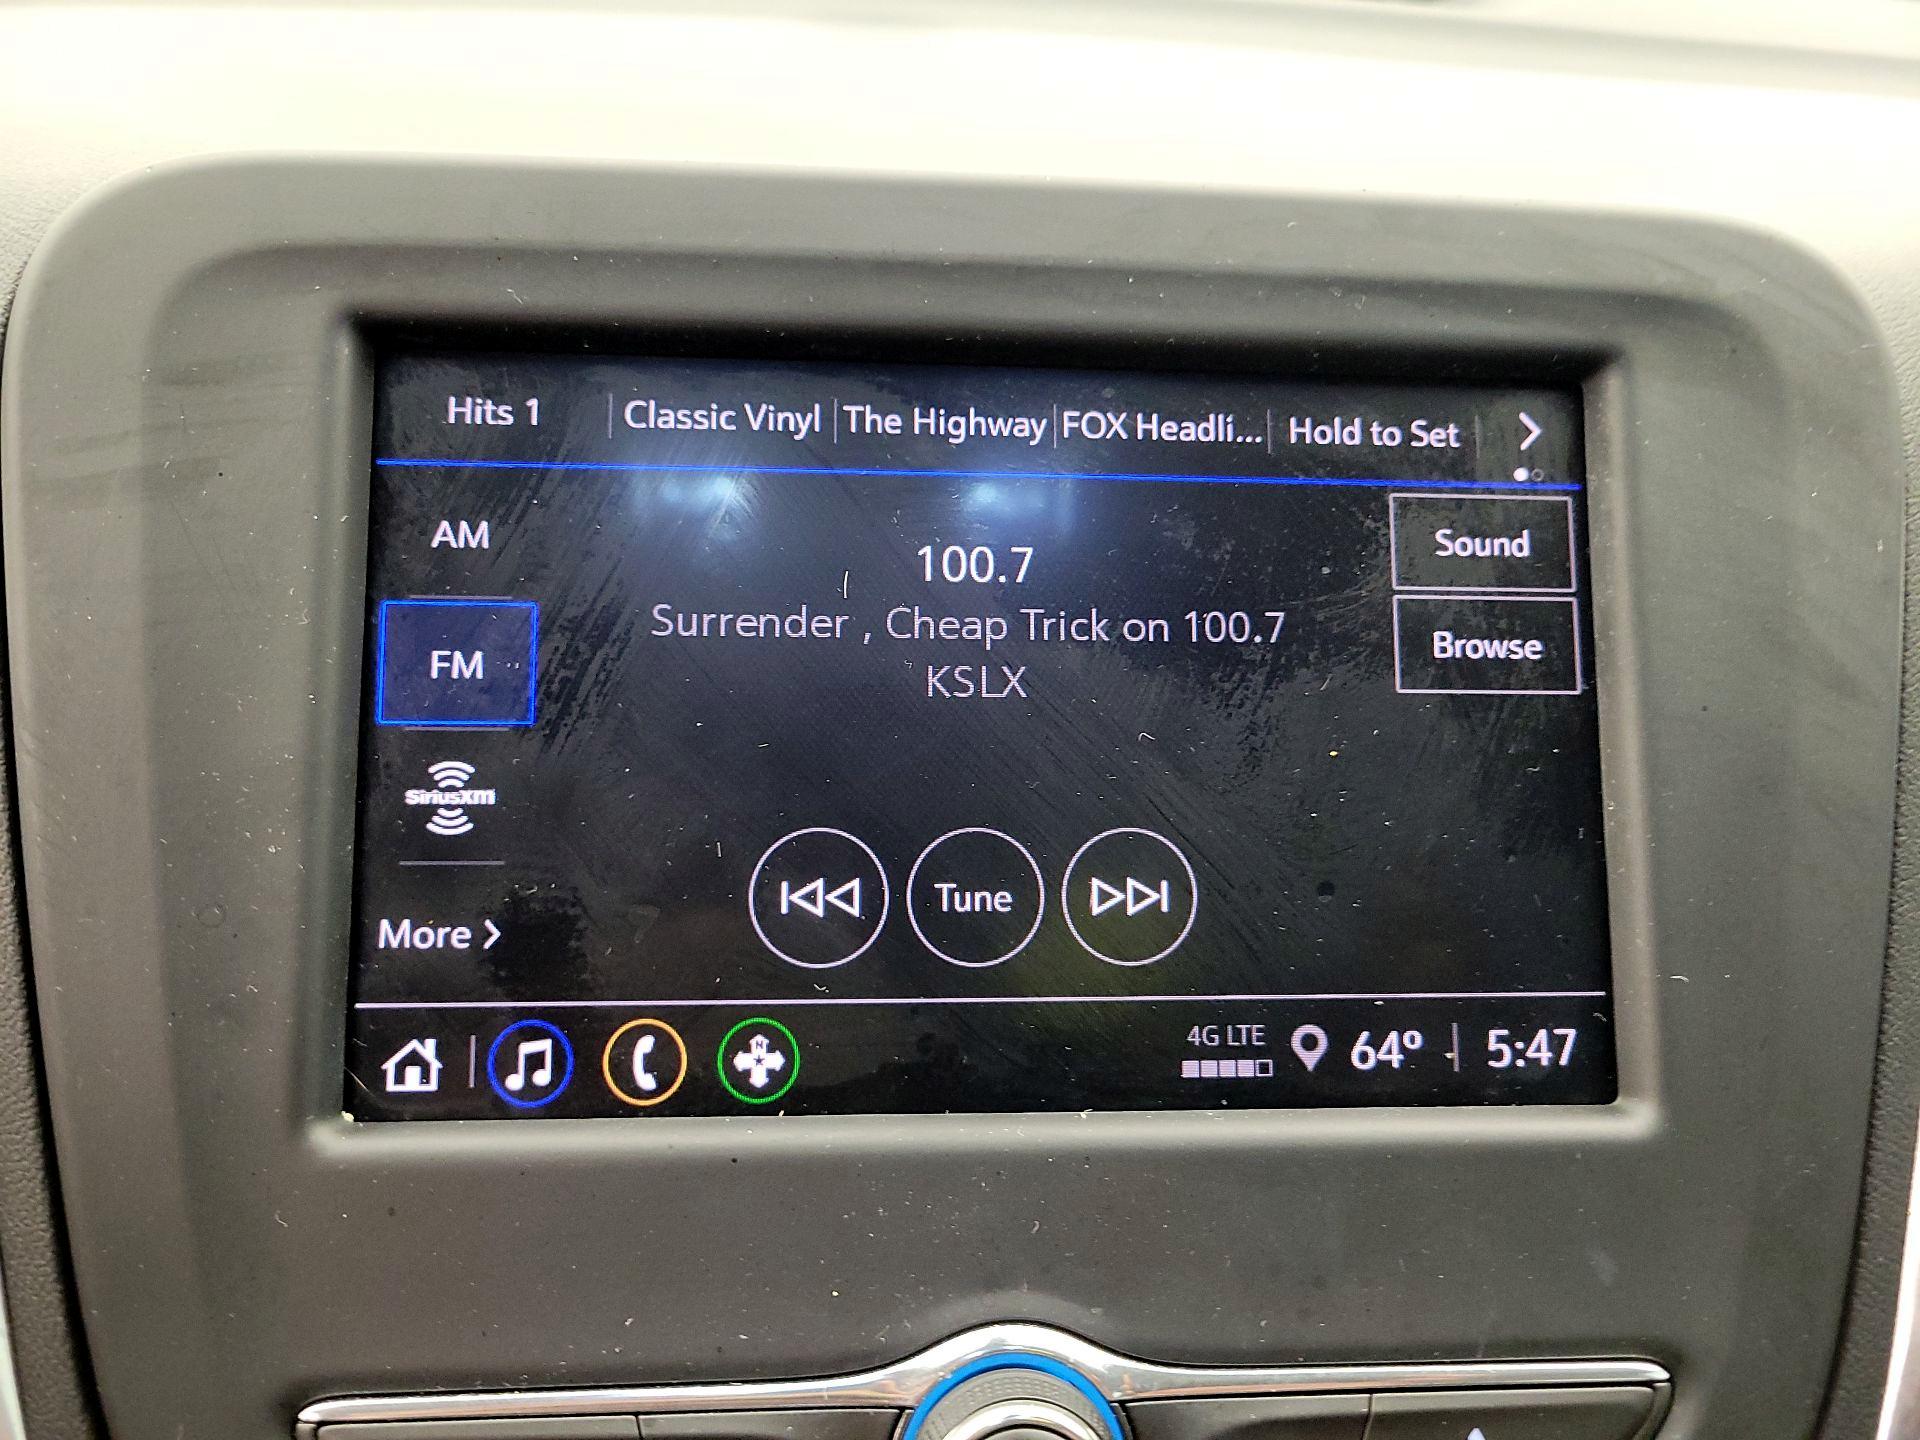 Hits 1 Classic Vinyl The Highway FOX Headli... Hold to Set
AM
Sound
100.7
Surrender , Cheap Trick on 100.7
KSLX
FM
Browse
SiriusXM
Tune
More
N
4G LTE 64° 5:47